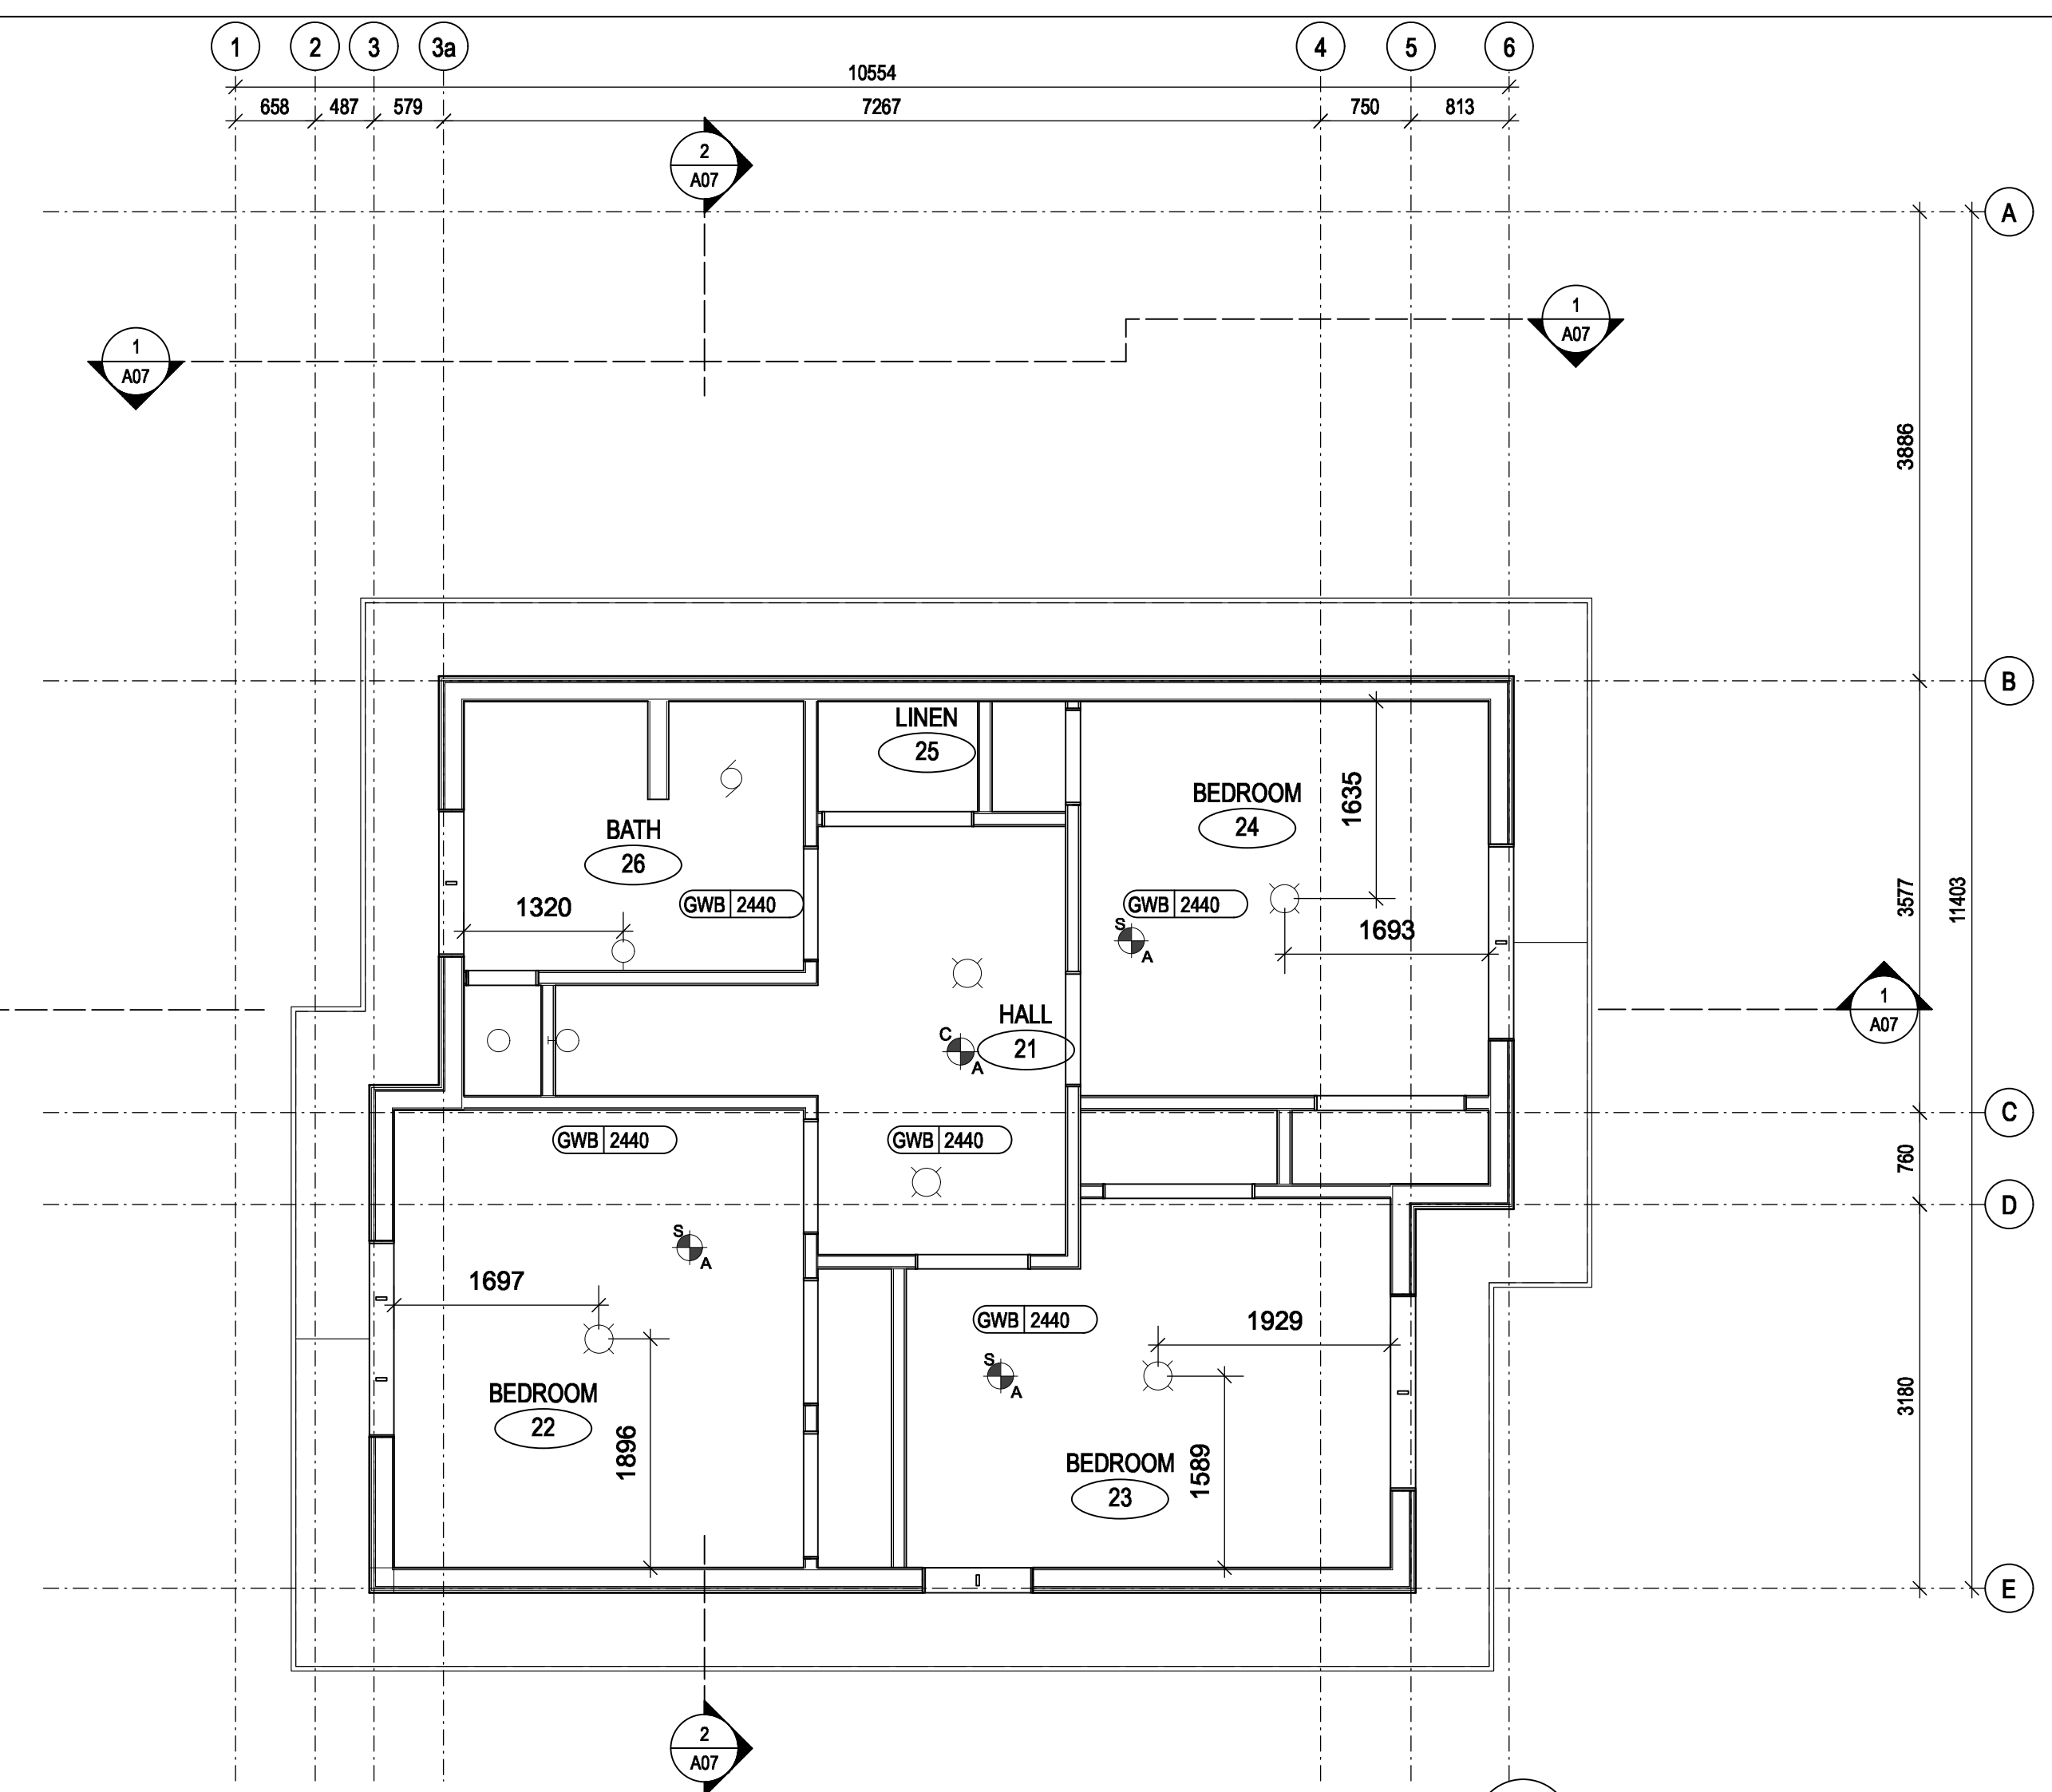 1 2 3 3a 4 5 6
10554
658 487 579 7267 750 813
2
A07
A
1
A07
1
A07
3886
B
LINEN
25
BEDROOM
24
1635
BATH
26
1320
GWB 2440
GWB 2440
S
A
1693
3577
11403
HALL
21
C
A
1
A07
C
GWB 2440
GWB 2440
760
D
S
A
1697
GWB 2440
1929
S
A
BEDROOM
22
1896
BEDROOM
23
1589
3180
E
2
A07